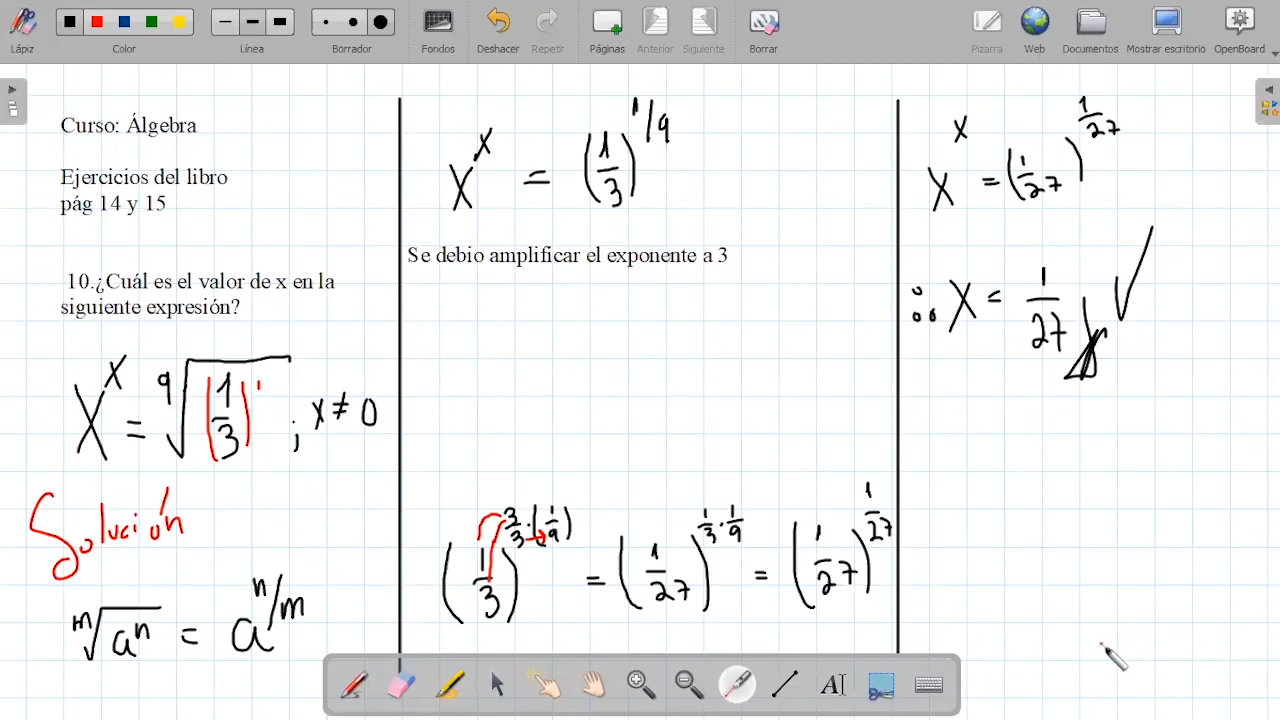 Lápiz
Color
Línea
Borrador
Fondos
Deshacer
Repetir
Páginas
Anterior
Siguiente
Borrar
Pizarra
Web
Documentos
Mostrar escritorio
OpenBoard
Curso: Álgebra
Ejercicios del libro
pág 14 y 15
10.¿Cuál es el valor de x en la
siguiente expresión?
X^x = ⁹√(1/3)^1 ; x ≠ 0
Solución
ᵐ√aⁿ = a^n/m
X^x = (1/3)^1/9
Se debio amplificar el exponente a 3
(1/3)^(3/3·(1/9)) = (1/27)^(1/3·1/9) = (1/27)^(1/27)
X^x = (1/27)^(1/27)
∴ X = 1/27
AI